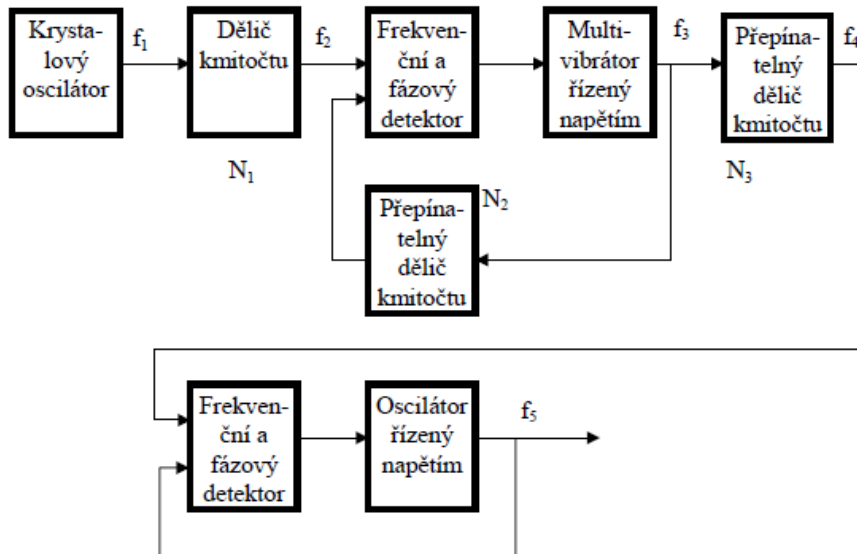 Krysta-
lový
oscilátor
f1
Dělič
kmitočtu
f2
Frekven-
ční a
fázový
detektor
Multi-
vibrátor
řízený
napětím
f3
Přepína-
telný
dělič
kmitočtu
f4
N1
N2
N3
Přepína-
telný
dělič
kmitočtu
Frekven-
ční a
fázový
detektor
Oscilátor
řízený
napětím
f5